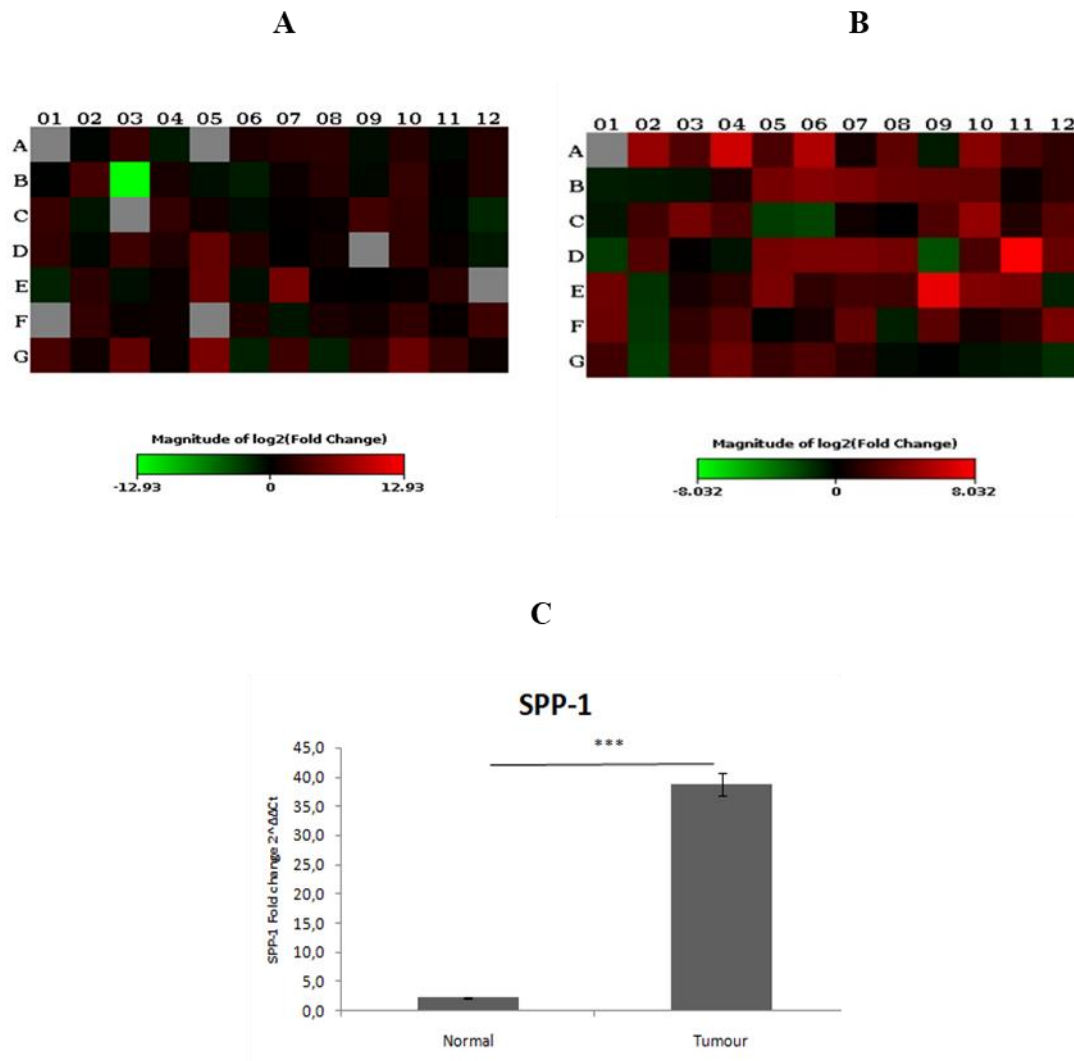 A
B
01 02 03 04 05 06 07 08 09 10 11 12
A
B
C
D
E
F
G
Magnitude of log2(Fold Change)
-12.93 0 12.93
01 02 03 04 05 06 07 08 09 10 11 12
A
B
C
D
E
F
G
Magnitude of log2(Fold Change)
-8.032 0 8.032
C
SPP-1
***
SPP-1 Fold change 2^ΔΔCt
45,0
40,0
35,0
30,0
25,0
20,0
15,0
10,0
5,0
0,0
Normal Tumour